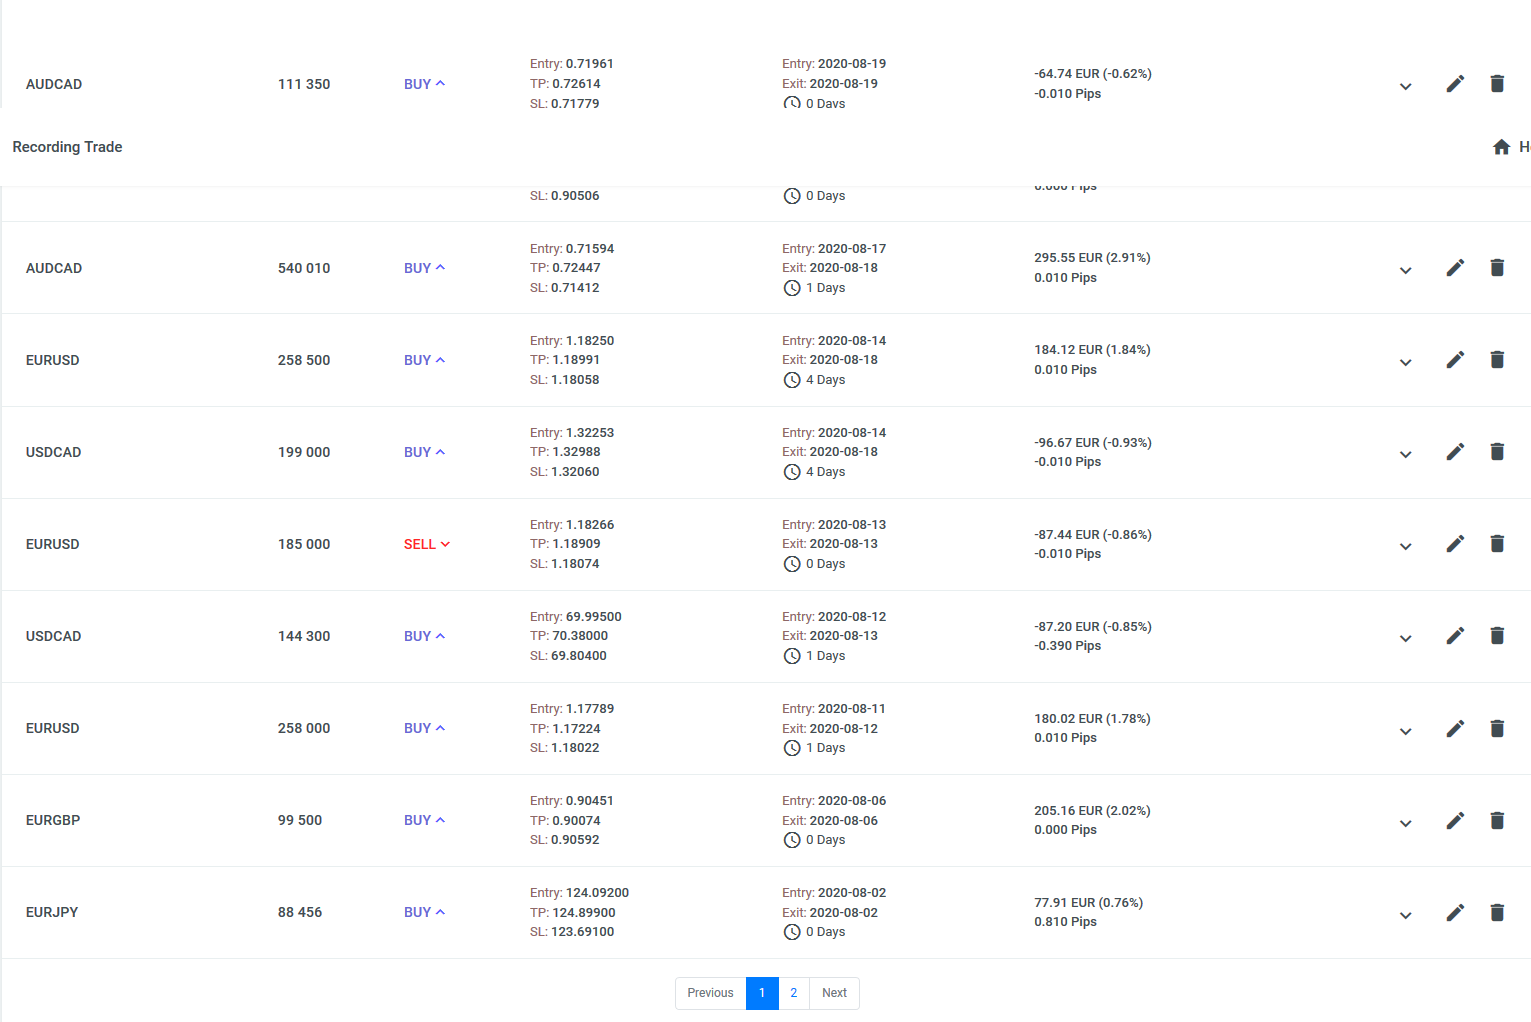 AUDCAD 111 350 BUY Entry: 0.71961 Entry: 2020-08-19 -64.74 EUR (-0.62%)
TP: 0.72614 Exit: 2020-08-19 -0.010 Pips
SL: 0.71779 0 Days
Recording Trade
SL: 0.90506 0 Days 0.000 Pips
AUDCAD 540 010 BUY Entry: 0.71594 Entry: 2020-08-17 295.55 EUR (2.91%)
TP: 0.72447 Exit: 2020-08-18 0.010 Pips
SL: 0.71412 1 Days
EURUSD 258 500 BUY Entry: 1.18250 Entry: 2020-08-14 184.12 EUR (1.84%)
TP: 1.18991 Exit: 2020-08-18 0.010 Pips
SL: 1.18058 4 Days
USDCAD 199 000 BUY Entry: 1.32253 Entry: 2020-08-14 -96.67 EUR (-0.93%)
TP: 1.32988 Exit: 2020-08-18 -0.010 Pips
SL: 1.32060 4 Days
EURUSD 185 000 SELL Entry: 1.18266 Entry: 2020-08-13 -87.44 EUR (-0.86%)
TP: 1.18909 Exit: 2020-08-13 -0.010 Pips
SL: 1.18074 0 Days
USDCAD 144 300 BUY Entry: 69.99500 Entry: 2020-08-12 -87.20 EUR (-0.85%)
TP: 70.38000 Exit: 2020-08-13 -0.390 Pips
SL: 69.80400 1 Days
EURUSD 258 000 BUY Entry: 1.17789 Entry: 2020-08-11 180.02 EUR (1.78%)
TP: 1.17224 Exit: 2020-08-12 0.010 Pips
SL: 1.18022 1 Days
EURGBP 99 500 BUY Entry: 0.90451 Entry: 2020-08-06 205.16 EUR (2.02%)
TP: 0.90074 Exit: 2020-08-06 0.000 Pips
SL: 0.90592 0 Days
EURJPY 88 456 BUY Entry: 124.09200 Entry: 2020-08-02 77.91 EUR (0.76%)
TP: 124.89900 Exit: 2020-08-02 0.810 Pips
SL: 123.69100 0 Days
Previous 1 2 Next